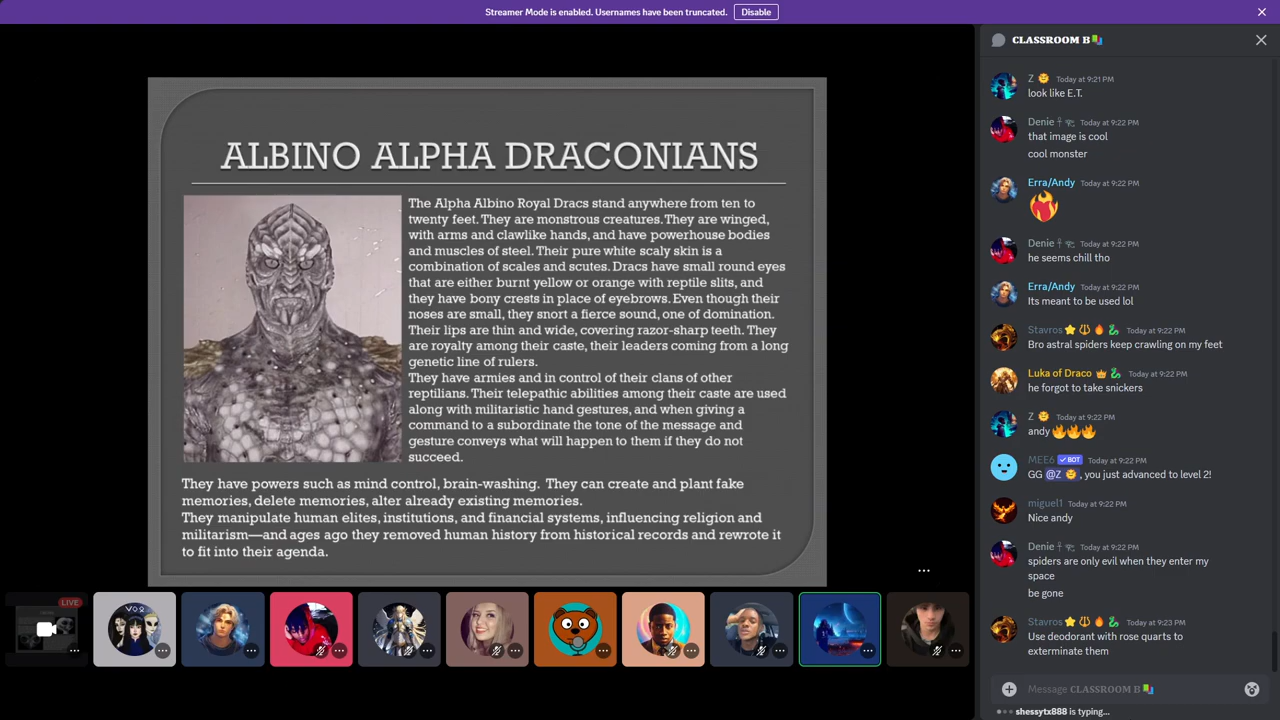 Streamer Mode is enabled. Usernames have been truncated. Disable
CLASSROOM B
ALBINO ALPHA DRACONIANS
The Alpha Albino Royal Dracs stand anywhere from ten to
twenty feet. They are monstrous creatures. They are winged,
with arms and clawlike hands, and have powerhouse bodies
and muscles of steel. Their pure white scaly skin is a
combination of scales and scutes. Dracs have small round eyes
that are either burnt yellow or orange with reptile slits, and
they have bony crests in place of eyebrows. Even though their
noses are small, they snort a fierce sound, one of domination.
Their lips are thin and wide, covering razor-sharp teeth. They
are royalty among their caste, their leaders coming from a long
genetic line of rulers.
They have armies and in control of their clans of other
reptilians. Their telepathic abilities among their caste are used
along with militaristic hand gestures, and when giving a
command to a subordinate the tone of the message and
gesture conveys what will happen to them if they do not
succeed.
They have powers such as mind control, brain-washing. They can create and plant fake
memories, delete memories, alter already existing memories.
They manipulate human elites, institutions, and financial systems, influencing religion and
militarism—and ages ago they removed human history from historical records and rewrote it
to fit into their agenda.
LIVE
Z Today at 9:21 PM
look like E.T.
Denie Today at 9:22 PM
that image is cool
cool monster
Erra/Andy Today at 9:22 PM
Denie Today at 9:22 PM
he seems chill tho
Erra/Andy Today at 9:22 PM
Its meant to be used lol
Stavros Today at 9:22 PM
Bro astral spiders keep crawling on my feet
Luka of Draco Today at 9:22 PM
he forgot to take snickers
Z Today at 9:22 PM
andy🔥🔥🔥
MEE6 BOT Today at 9:22 PM
GG @Z, you just advanced to level 2!
miguel1 Today at 9:22 PM
Nice andy
Denie Today at 9:22 PM
spiders are only evil when they enter my
space
be gone
Stavros Today at 9:23 PM
Use deodorant with rose quarts to
exterminate them
Message CLASSROOM B
shessytx888 is typing...